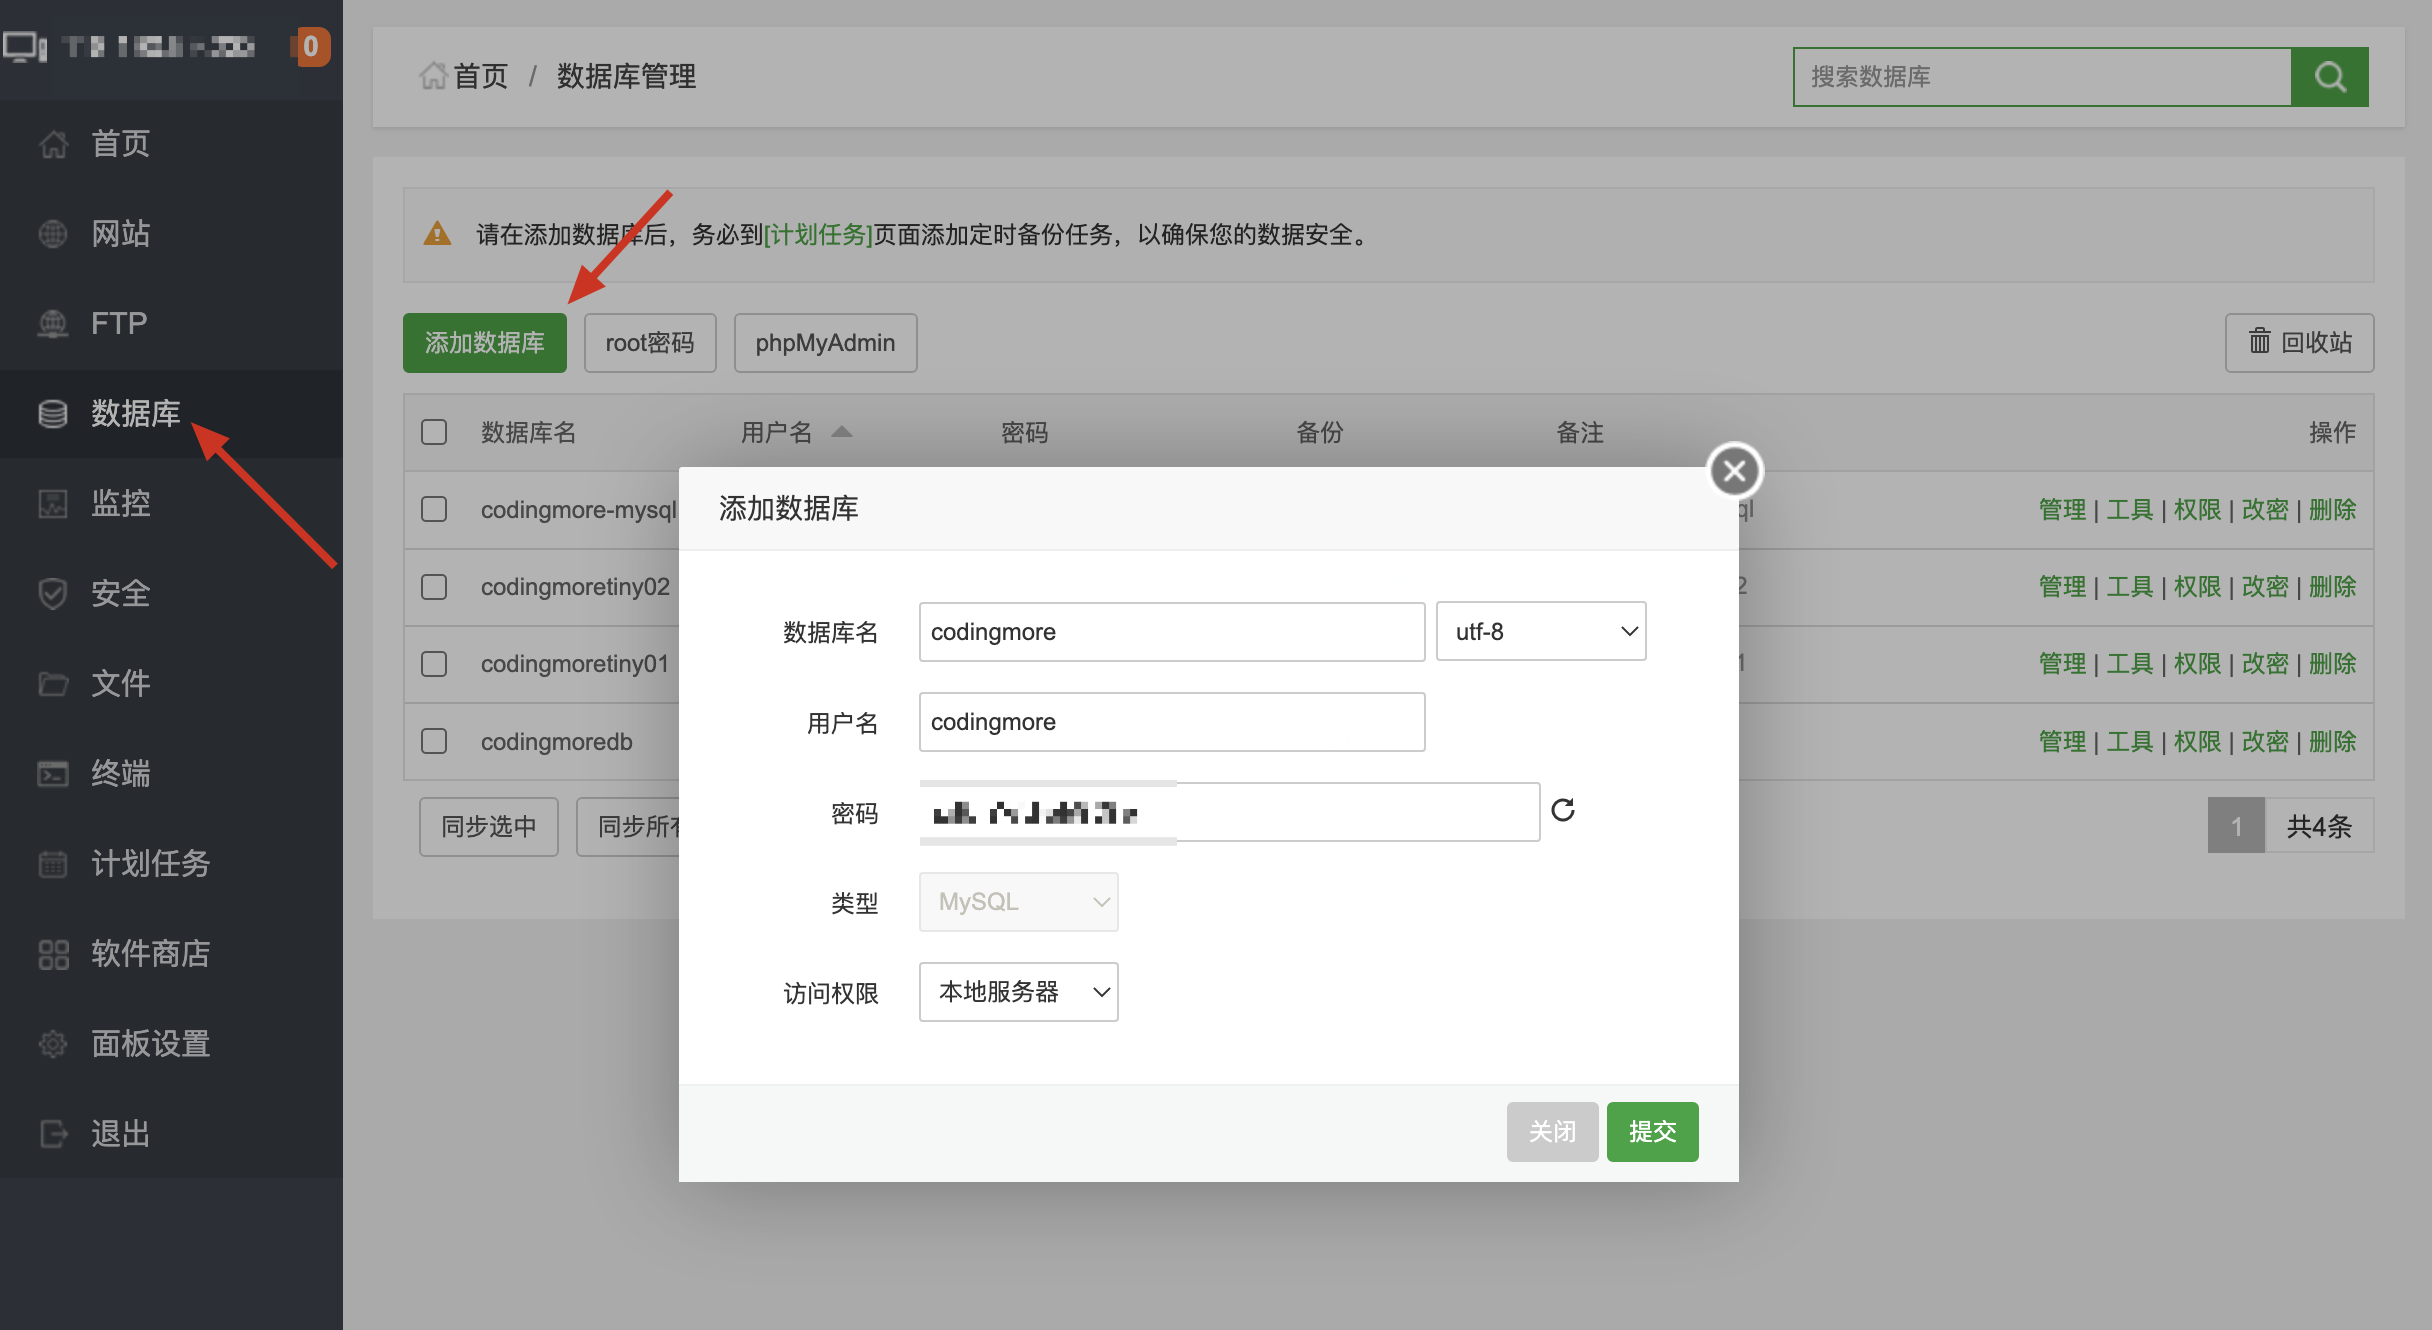 0
首页
网站
FTP
数据库
监控
安全
文件
终端
计划任务
软件商店
面板设置
退出
首页 / 数据库管理
搜索数据库
请在添加数据库后，务必到[计划任务]页面添加定时备份任务，以确保您的数据安全。
添加数据库 root密码 phpMyAdmin 回收站
数据库名 用户名 密码 备份 备注 操作
codingmore-mysql ql 管理 | 工具 | 权限 | 改密 | 删除
codingmoretiny02 2 管理 | 工具 | 权限 | 改密 | 删除
codingmoretiny01 1 管理 | 工具 | 权限 | 改密 | 删除
codingmoredb 管理 | 工具 | 权限 | 改密 | 删除
同步选中 同步所有 1 共4条
添加数据库
数据库名 codingmore utf-8
用户名 codingmore
密码
类型 MySQL
访问权限 本地服务器
关闭 提交